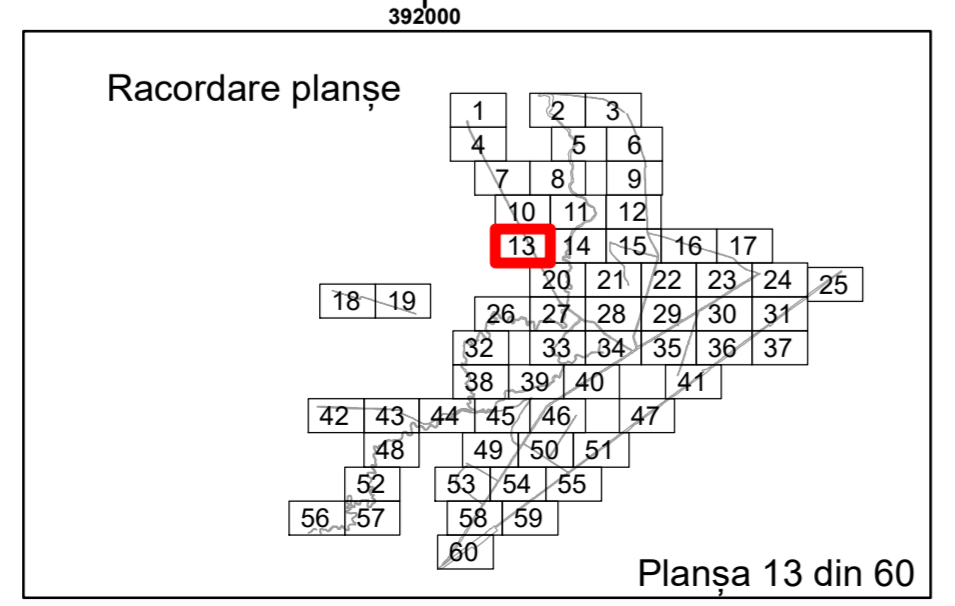 392000
Racordare planșe
1 2 3
4 5 6
7 8 9
10 11 12
13 14 15 16 17
20 21 22 23 24 25
18 19
26 27 28 29 30 31
32 33 34 35 36 37
38 39 40 41
42 43 44 45 46 47
48 49 50 51
52 53 54 55
56 57 58 59
60
Planșa 13 din 60